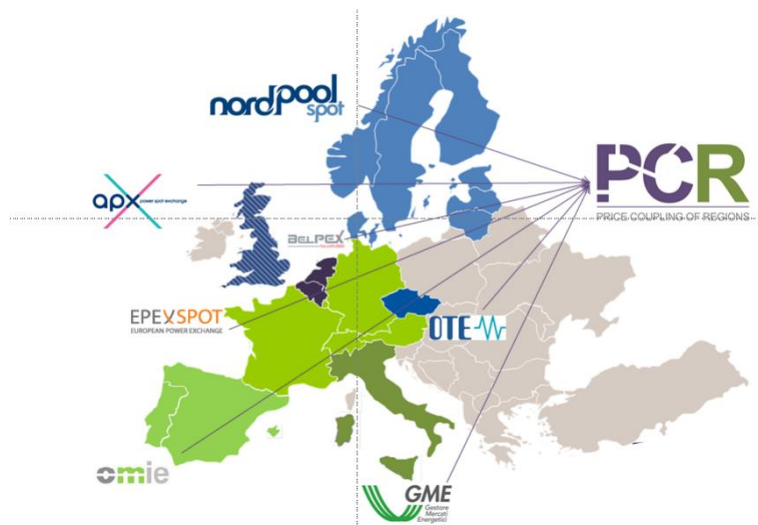 nordpool
spot
PCR
PRICE COUPLING OF REGIONS
apx power spot exchange
BELPEX
EPEXSPOT
EUROPEAN POWER EXCHANGE
OTE
omie
GME
Gestore
Mercati
Energetici